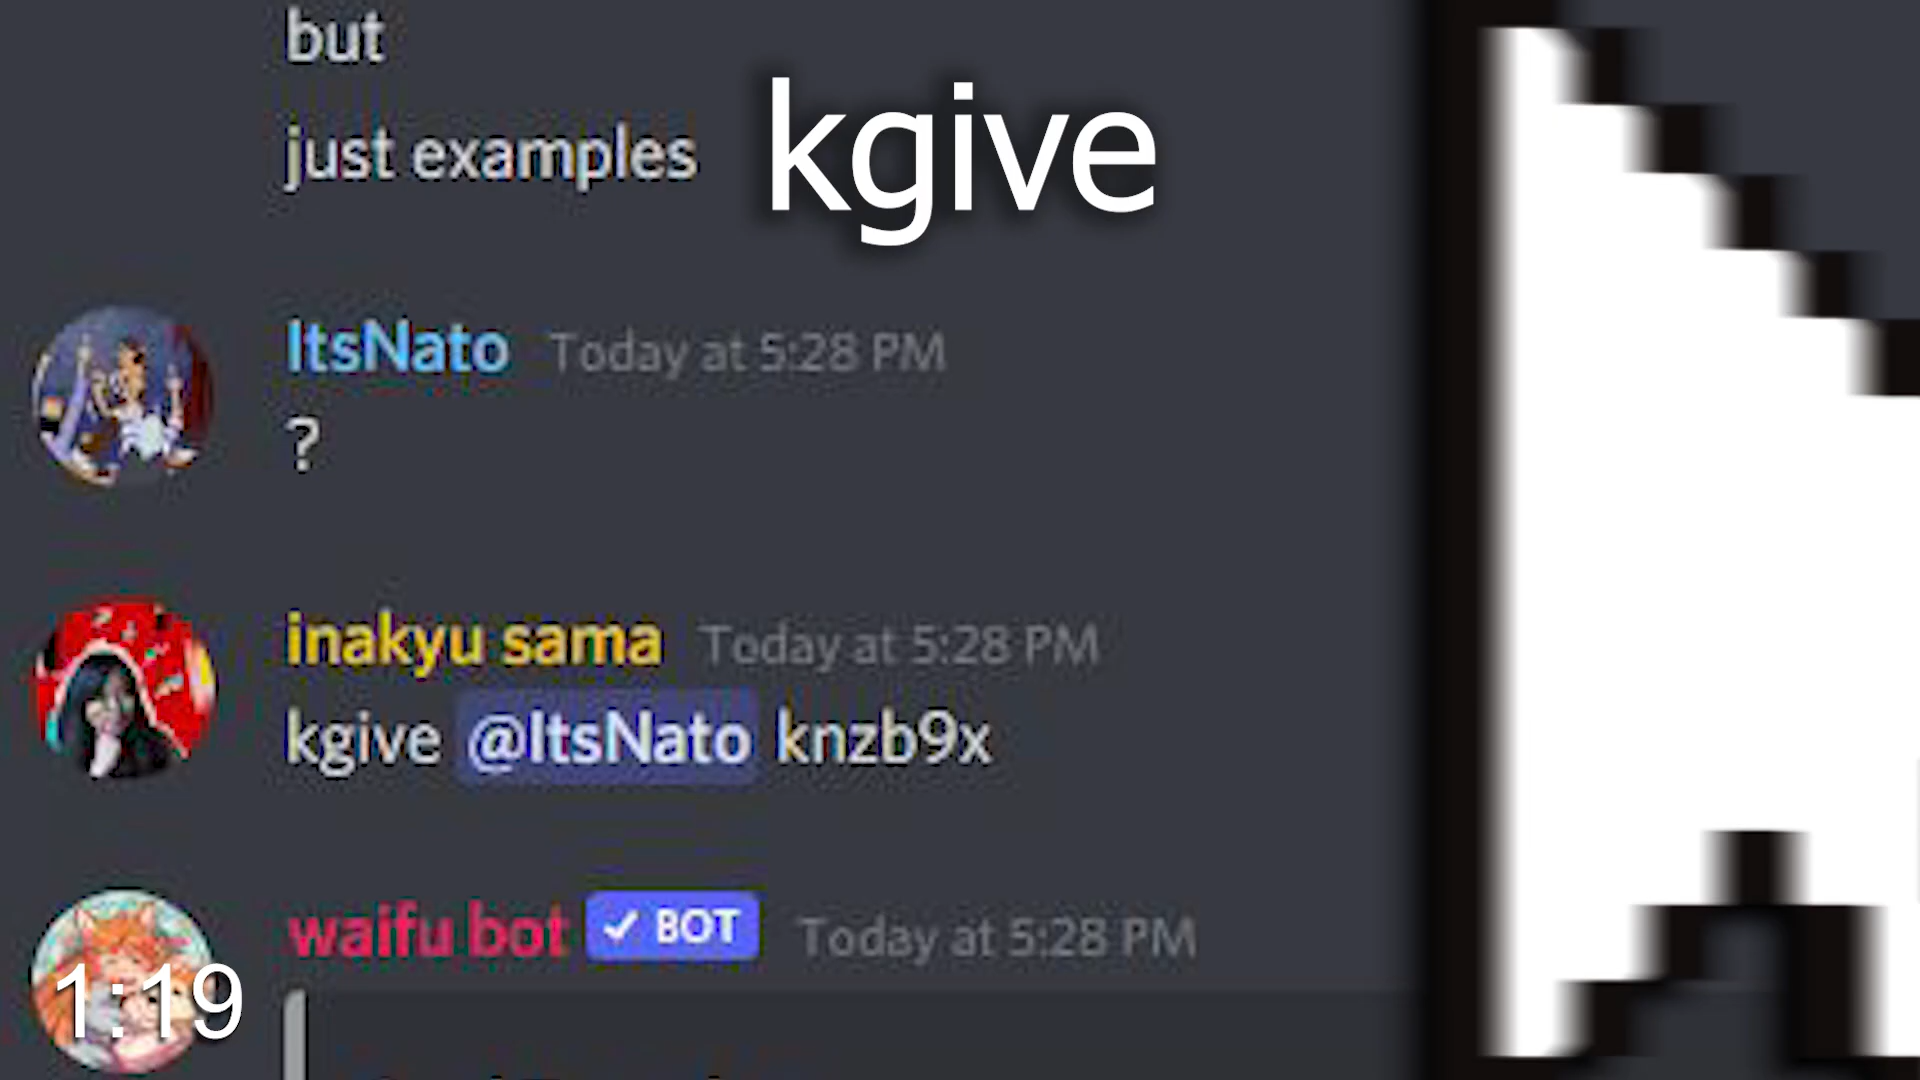 but
just examples
kgive
ItsNato Today at 5:28 PM
?
inakyu sama Today at 5:28 PM
kgive @ItsNato knzb9x
waifu bot ✓ BOT Today at 5:28 PM
1:19